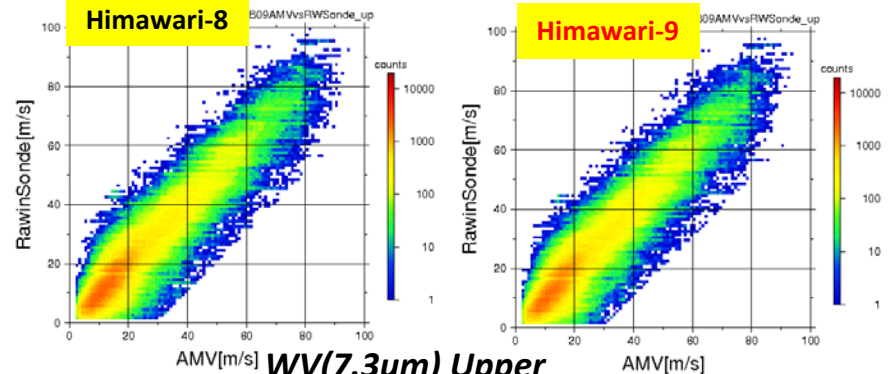 Himawari-8
B09AMVvsRWSonde_up
100
80
60
40
20
0
RawinSonde[m/s]
0 20 40 60 80 100
AMV[m/s]
counts
10000
1000
100
10
1
Himawari-9
B09AMVvsRWSonde_up
100
80
60
40
20
0
RawinSonde[m/s]
0 20 40 60 80 100
AMV[m/s]
counts
10000
1000
100
10
1
WV(7.3um) Upper